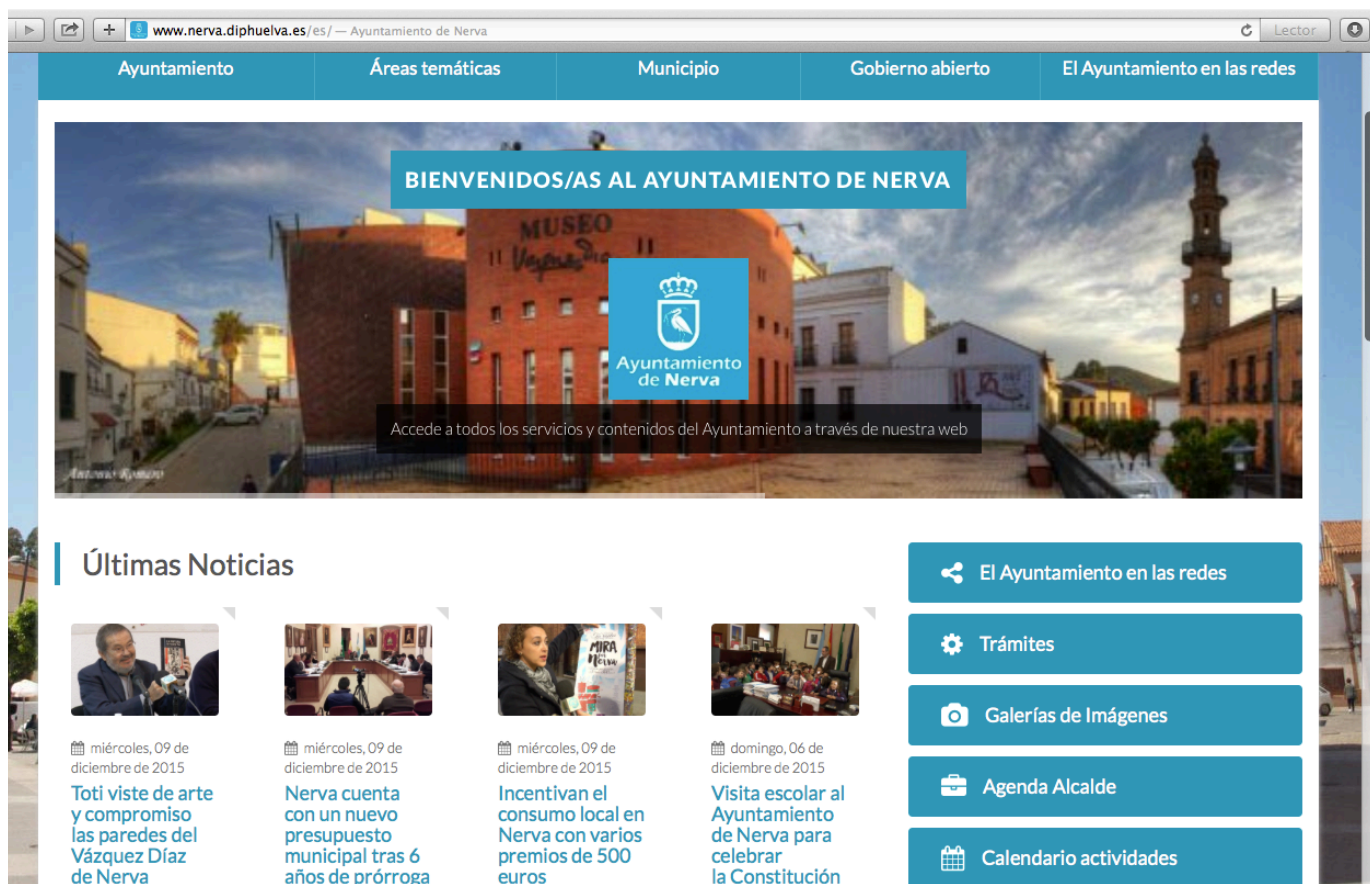 www.nerva.diphuelva.es/es/ — Ayuntamiento de Nerva
Lector
Ayuntamiento
Áreas temáticas
Municipio
Gobierno abierto
El Ayuntamiento en las redes
BIENVENIDOS/AS AL AYUNTAMIENTO DE NERVA
MUSEO
Ayuntamiento
de Nerva
Accede a todos los servicios y contenidos del Ayuntamiento a través de nuestra web
Antonio Romero
Últimas Noticias
MIRA
Nerva
miércoles, 09 de
diciembre de 2015
Toti viste de arte
y compromiso
las paredes del
Vázquez Díaz
de Nerva
miércoles, 09 de
diciembre de 2015
Nerva cuenta
con un nuevo
presupuesto
municipal tras 6
años de prórroga
miércoles, 09 de
diciembre de 2015
Incentivan el
consumo local en
Nerva con varios
premios de 500
euros
domingo, 06 de
diciembre de 2015
Visita escolar al
Ayuntamiento
de Nerva para
celebrar
la Constitución
El Ayuntamiento en las redes
Trámites
Galerías de Imágenes
Agenda Alcalde
Calendario actividades